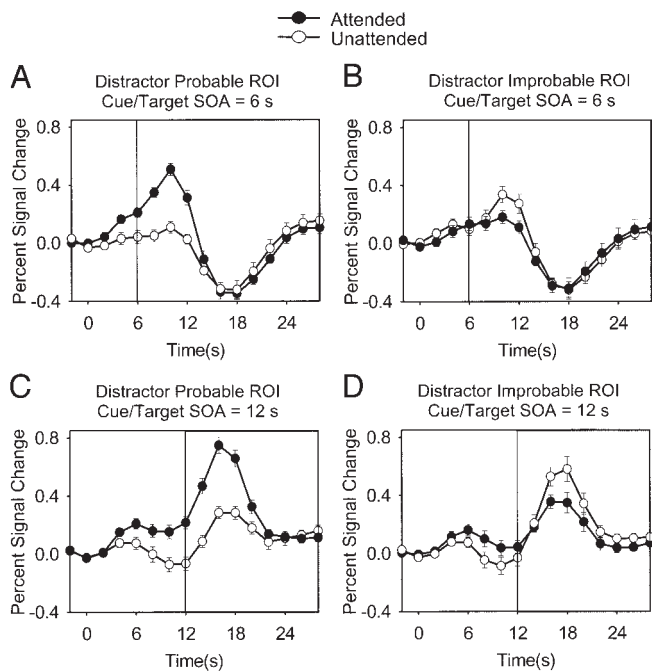 Attended
Unattended
A
Distractor Probable ROI
Cue/Target SOA = 6 s
Percent Signal Change
0.8
0.4
0.0
-0.4
0 6 12 18 24
Time(s)
B
Distractor Improbable ROI
Cue/Target SOA = 6 s
Percent Signal Change
0.8
0.4
0.0
-0.4
0 6 12 18 24
Time(s)
C
Distractor Probable ROI
Cue/Target SOA = 12 s
Percent Signal Change
0.8
0.4
0.0
-0.4
0 6 12 18 24
Time(s)
D
Distractor Improbable ROI
Cue/Target SOA = 12 s
Percent Signal Change
0.8
0.4
0.0
-0.4
0 6 12 18 24
Time(s)